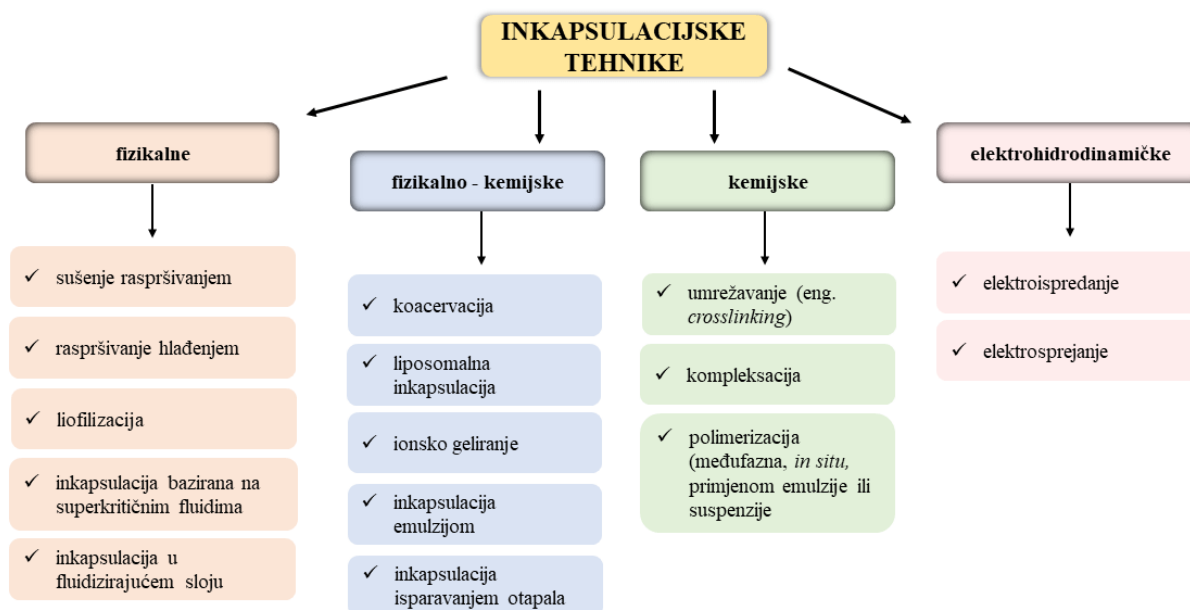 INKAPSULACIJSKE
TEHNIKE
fizikalne
sušenje raspršivanjem
raspršivanje hlađenjem
liofilizacija
inkapsulacija bazirana na
superkritičnim fluidima
inkapsulacija u
fluidizirajućem sloju
fizikalno - kemijske
koacervacija
liposomalna
inkapsulacija
ionsko geliranje
inkapsulacija
emulzijom
inkapsulacija
isparavanjem otapala
kemijske
umrežavanje (eng.
crosslinking)
kompleksacija
polimerizacija
(međufazna, in situ,
primjenom emulzije ili
suspenzije
elektrohidrodinamičke
elektroispredanje
elektrosprejanje